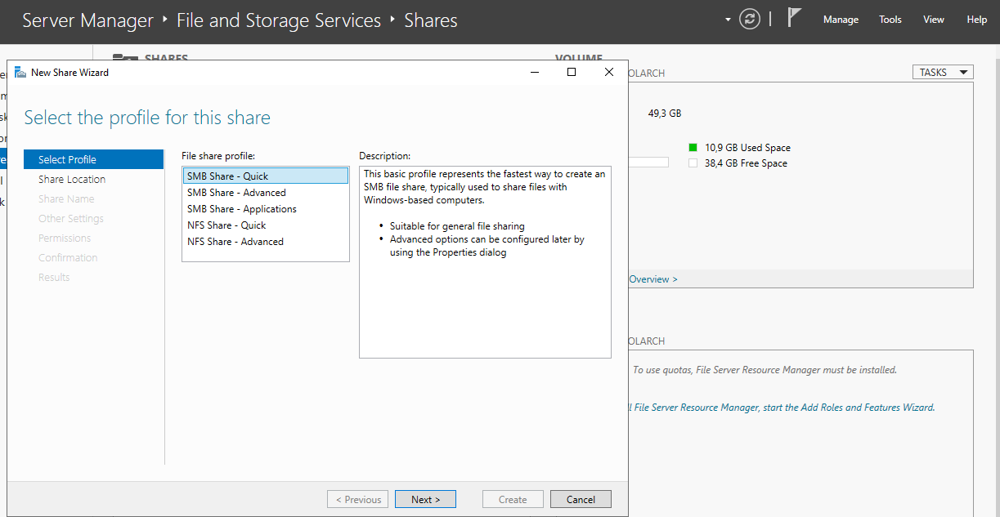 Server Manager ‣ File and Storage Services ‣ Shares
Manage Tools View Help
SHARES
VOLUME
New Share Wizard
OLARCH
TASKS
Select the profile for this share
49,3 GB
10,9 GB Used Space
38,4 GB Free Space
Select Profile
Share Location
Share Name
Other Settings
Permissions
Confirmation
Results
File share profile:
SMB Share - Quick
SMB Share - Advanced
SMB Share - Applications
NFS Share - Quick
NFS Share - Advanced
Description:
This basic profile represents the fastest way to create an
SMB file share, typically used to share files with
Windows-based computers.
• Suitable for general file sharing
• Advanced options can be configured later by
using the Properties dialog
Overview >
OLARCH
To use quotas, File Server Resource Manager must be installed.
l File Server Resource Manager, start the Add Roles and Features Wizard.
< Previous
Next >
Create
Cancel